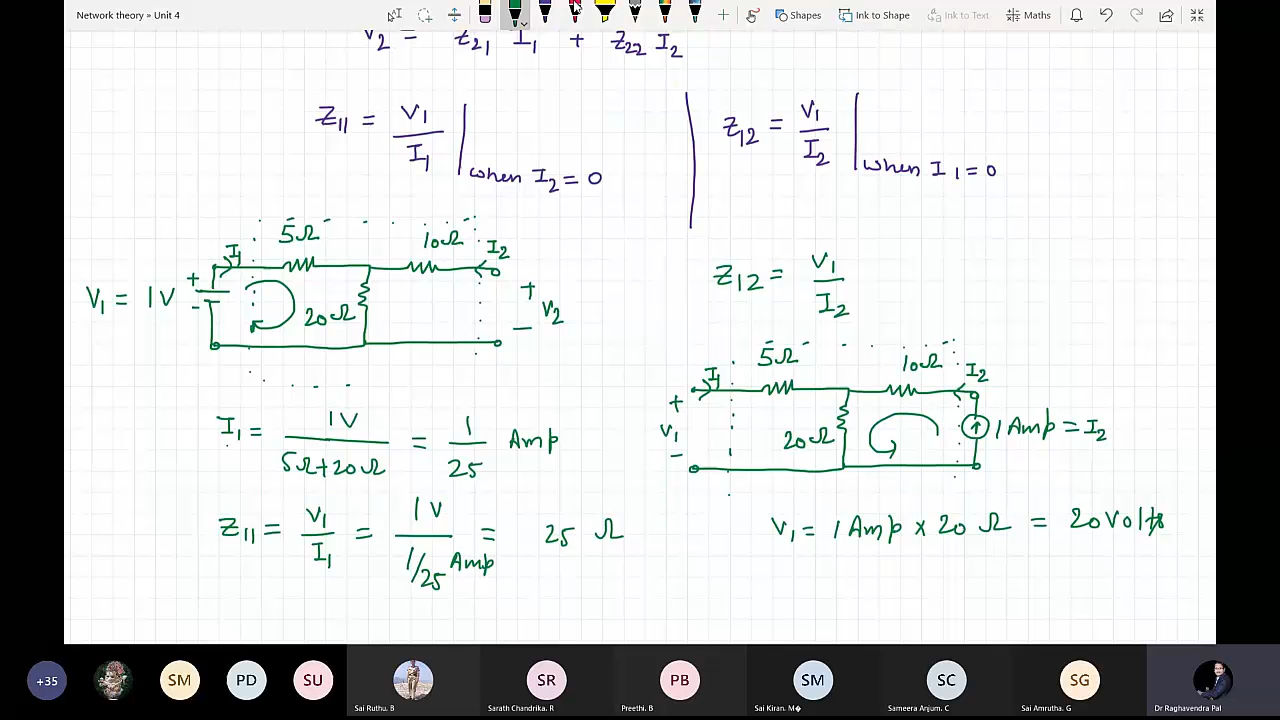 Network theory » Unit 4
Shapes
Ink to Shape
Ink to Text
Maths
V2 = Z21 I1 + Z22 I2
Z11 = V1 / I1 | when I2 = 0
Z12 = V1 / I2 | when I1 = 0
5Ω
10Ω
I1
I2
V1 = 1V
+
-
20Ω
+
V2
-
I1 = 1V / 5Ω+20Ω = 1 / 25 Amp
Z11 = V1 / I1 = 1V / 1/25 Amp = 25 Ω
Z12 = V1 / I2
5Ω
10Ω
I1
I2
+
V1
-
20Ω
1 Amp = I2
V1 = 1 Amp × 20 Ω = 20 Volts
+35
SM
PD
SU
SR
PB
SM
SC
SG
Sai Ruthu. B
Sarath Chandrika. R
Preethi. B
Sai Kiran. M�
Sameera Anjum. C
Sai Amrutha. G
Dr Raghavendra Pal